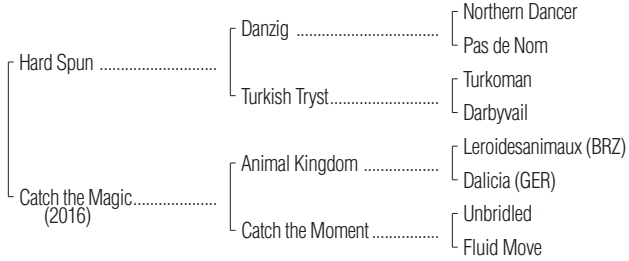 Northern Dancer
Danzig ..............................
Pas de Nom
Hard Spun .........................
Turkoman
Turkish Tryst.......................
Darbyvail
Leroidesanimaux (BRZ)
Animal Kingdom ................
Dalicia (GER)
Catch the Magic..................
(2016)
Unbridled
Catch the Moment ..............
Fluid Move